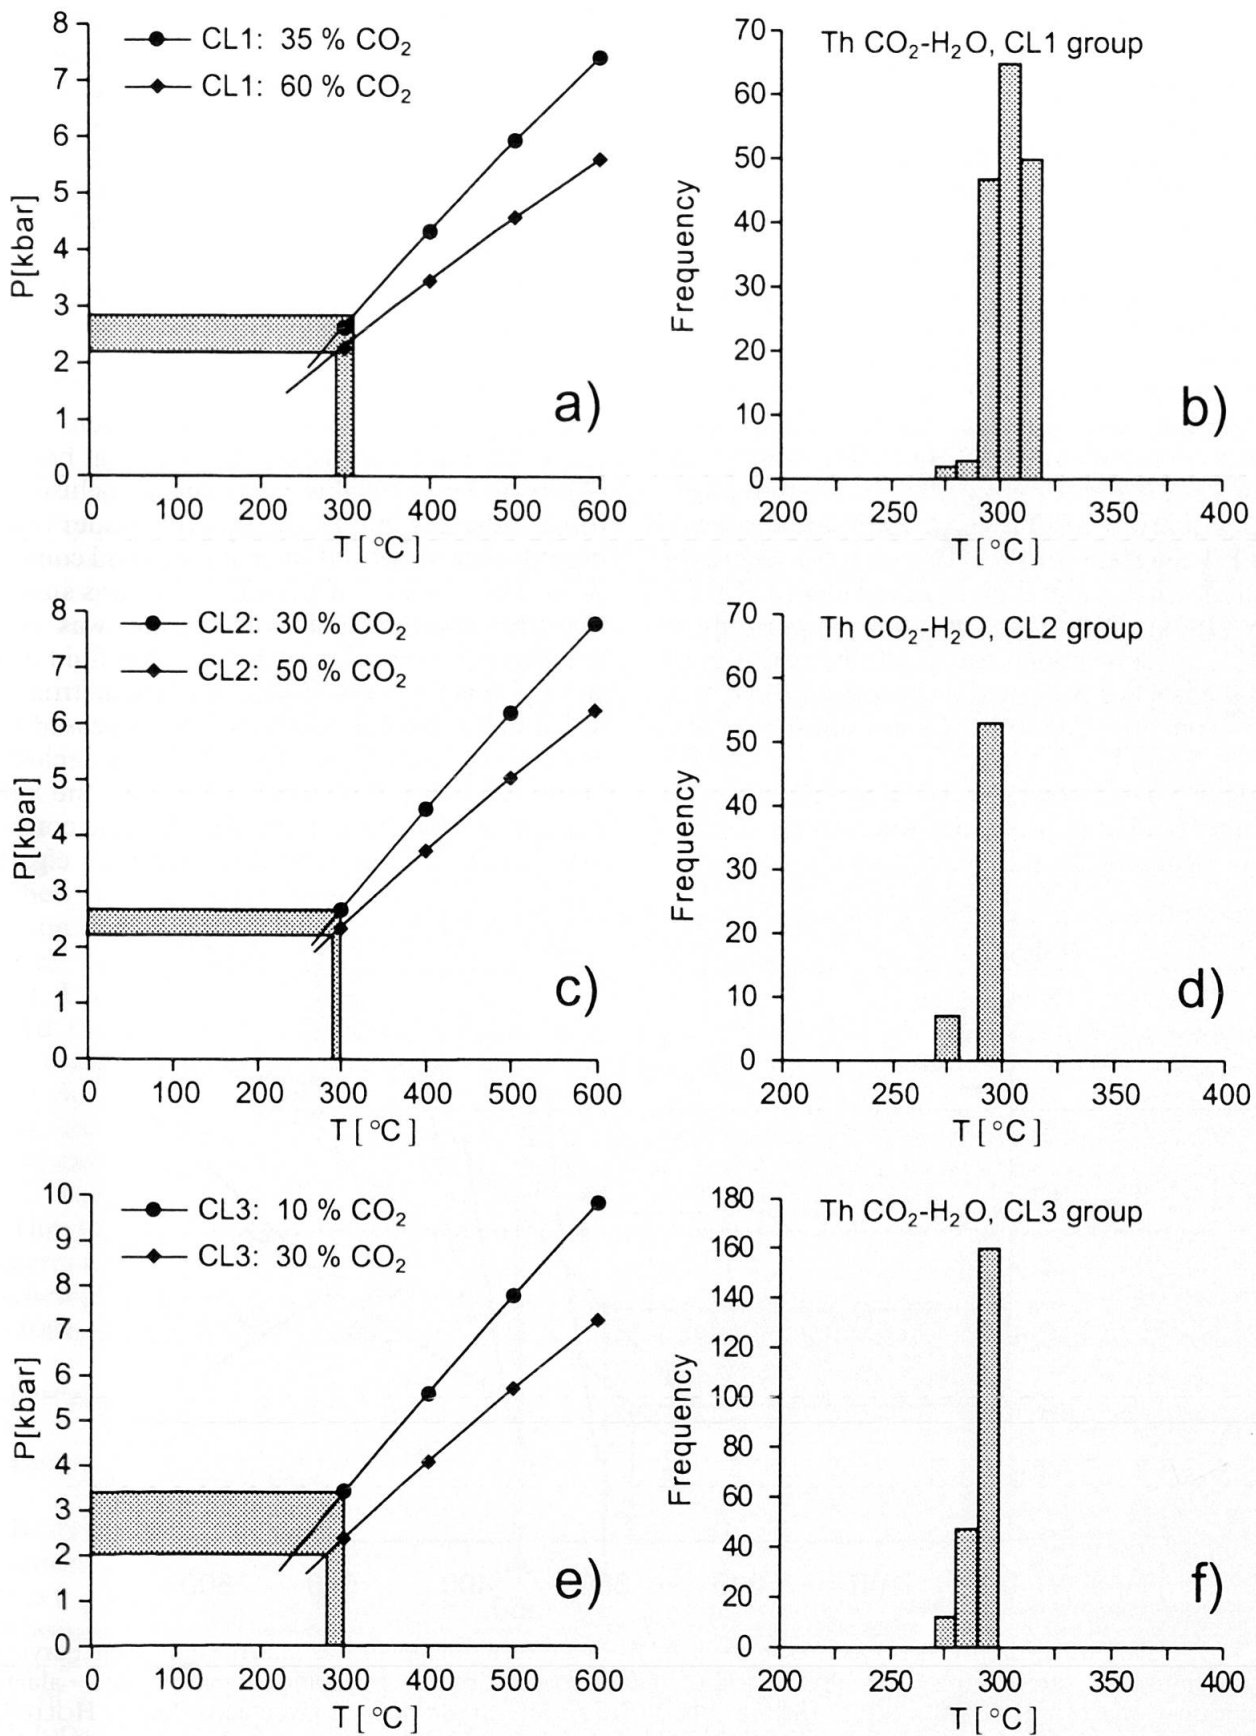 8
7
6
5
4
3
2
1
0
P[kbar]
CL1: 35 % CO₂
CL1: 60 % CO₂
a)
0 100 200 300 400 500 600
T [ °C ]
70
60
50
40
30
20
10
0
Frequency
Th CO₂-H₂O, CL1 group
b)
200 250 300 350 400
T [ °C ]
8
7
6
5
4
3
2
1
0
P[kbar]
CL2: 30 % CO₂
CL2: 50 % CO₂
c)
0 100 200 300 400 500 600
T [ °C ]
70
60
50
40
30
20
10
0
Frequency
Th CO₂-H₂O, CL2 group
d)
200 250 300 350 400
T [ °C ]
10
9
8
7
6
5
4
3
2
1
0
P[kbar]
CL3: 10 % CO₂
CL3: 30 % CO₂
e)
0 100 200 300 400 500 600
T [ °C ]
180
160
140
120
100
80
60
40
20
0
Frequency
Th CO₂-H₂O, CL3 group
f)
200 250 300 350 400
T [ °C ]